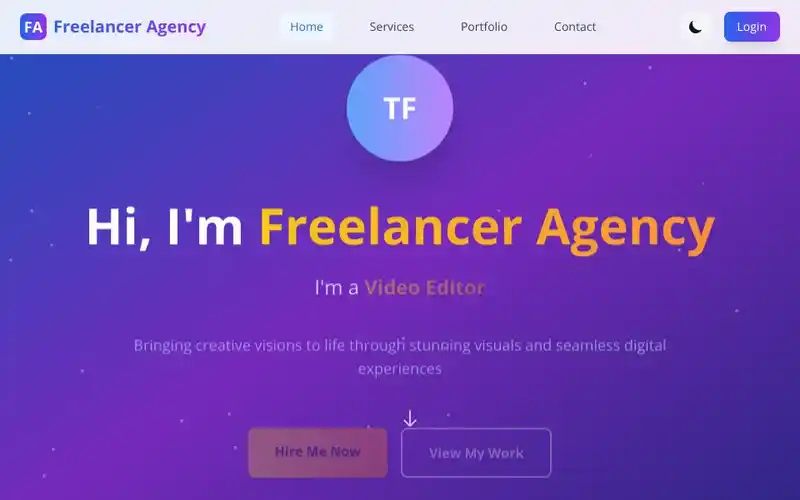 FA Freelancer Agency Home Services Portfolio Contact Login
TF
Hi, I'm Freelancer Agency
I'm a Video Editor
Bringing creative visions to life through stunning visuals and seamless digital
experiences
Hire Me Now View My Work